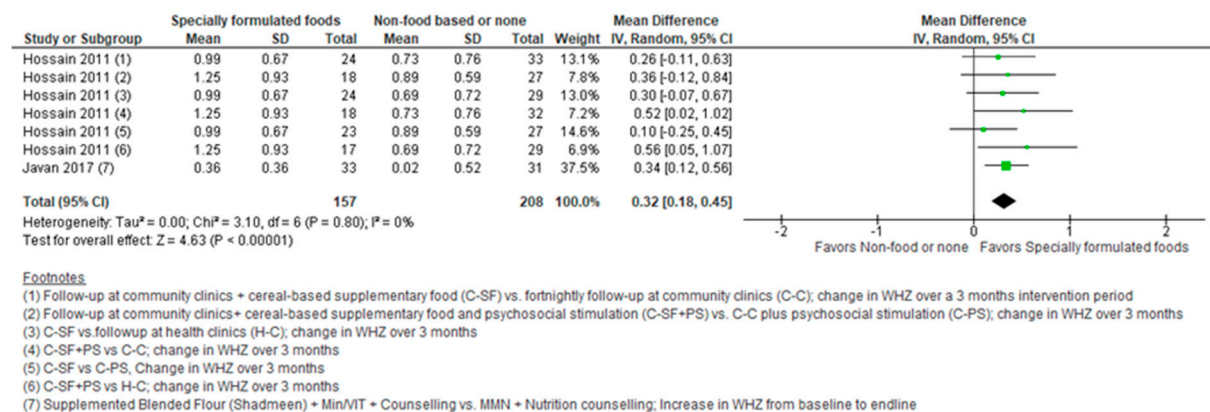 Specially formulated foods Non-food based or none Mean Difference Mean Difference
Study or Subgroup Mean SD Total Mean SD Total Weight IV, Random, 95% CI IV, Random, 95% CI
Hossain 2011 (1) 0.99 0.67 24 0.73 0.76 33 13.1% 0.26 [-0.11, 0.63]
Hossain 2011 (2) 1.25 0.93 18 0.89 0.59 27 7.8% 0.36 [-0.12, 0.84]
Hossain 2011 (3) 0.99 0.67 24 0.69 0.72 29 13.0% 0.30 [-0.07, 0.67]
Hossain 2011 (4) 1.25 0.93 18 0.73 0.76 32 7.2% 0.52 [0.02, 1.02]
Hossain 2011 (5) 0.99 0.67 23 0.89 0.59 27 14.6% 0.10 [-0.25, 0.45]
Hossain 2011 (6) 1.25 0.93 17 0.69 0.72 29 6.9% 0.56 [0.05, 1.07]
Javan 2017 (7) 0.36 0.36 33 0.02 0.52 31 37.5% 0.34 [0.12, 0.56]
Total (95% CI) 157 208 100.0% 0.32 [0.18, 0.45]
Heterogeneity: Tau² = 0.00; Chi² = 3.10, df = 6 (P = 0.80); I² = 0%
Test for overall effect: Z = 4.63 (P < 0.00001)
-2 -1 0 1 2
Favors Non-food or none Favors Specially formulated foods
Footnotes
(1) Follow-up at community clinics + cereal-based supplementary food (C-SF) vs. fortnightly follow-up at community clinics (C-C); change in WHZ over a 3 months intervention period
(2) Follow-up at community clinics+ cereal-based supplementary food and psychosocial stimulation (C-SF+PS) vs. C-C plus psychosocial stimulation (C-PS); change in WHZ over 3 months
(3) C-SF vs.followup at health clinics (H-C); change in WHZ over 3 months
(4) C-SF+PS vs C-C; change in WHZ over 3 months
(5) C-SF vs C-PS, Change in WHZ over 3 months
(6) C-SF+PS vs H-C; change in WHZ over 3 months
(7) Supplemented Blended Flour (Shadmeen) + Min/VIT + Counselling vs. MMN + Nutrition counselling; Increase in WHZ from baseline to endline